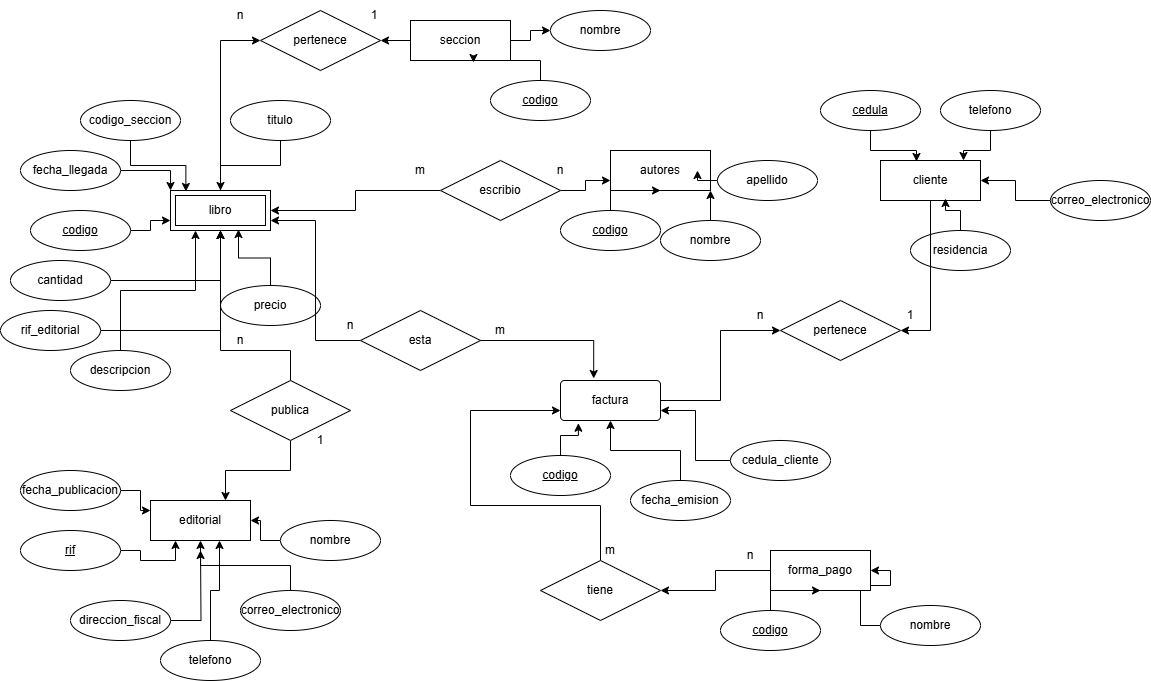 n
1
pertenece
seccion
nombre
codigo
codigo_seccion
titulo
cedula
telefono
fecha_llegada
m
n
escribio
autores
apellido
cliente
correo_electronico
libro
codigo
codigo
nombre
residencia
cantidad
precio
rif_editorial
n
n
m
esta
n
1
pertenece
descripcion
publica
1
factura
cedula_cliente
codigo
fecha_emision
fecha_publicacion
editorial
nombre
rif
m
n
tiene
forma_pago
direccion_fiscal
correo_electronico
codigo
nombre
telefono